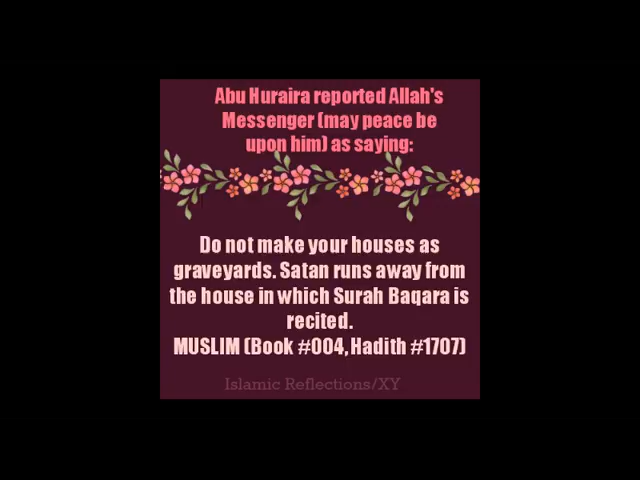 Abu Huraira reported Allah's
Messenger (may peace be
upon him) as saying:
Do not make your houses as
graveyards. Satan runs away from
the house in which Surah Baqara is
recited.
MUSLIM (Book #004, Hadith #1707)
Islamic Reflections/XY